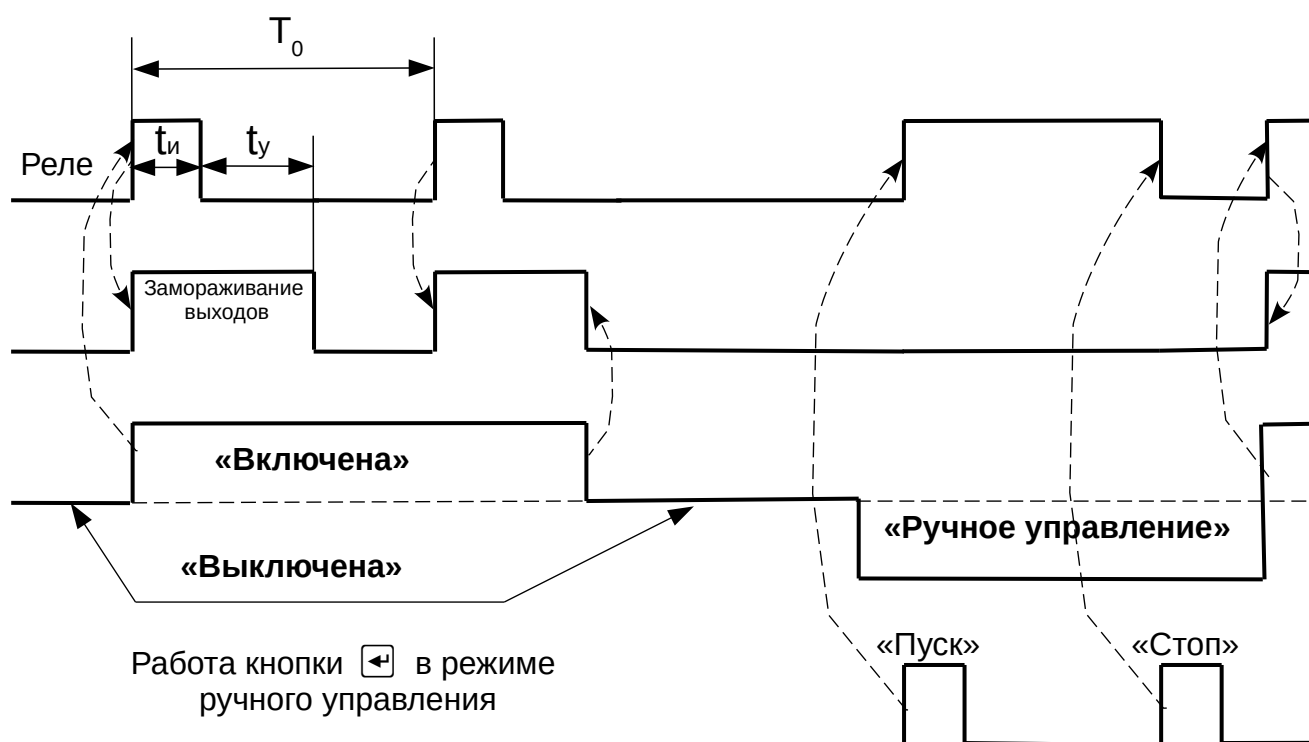 T0
tи
tу
Реле
Замораживание
выходов
«Включена»
«Ручное управление»
«Выключена»
«Пуск»
«Стоп»
Работа кнопки в режиме
ручного управления